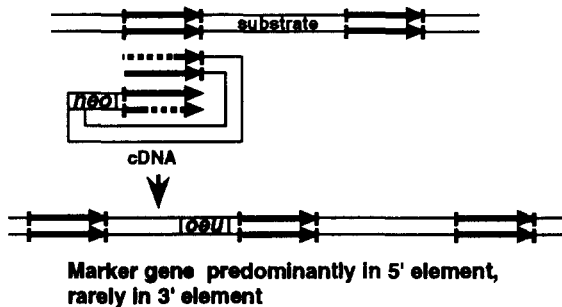 substrate
neo
cDNA
oeu
Marker gene predominantly in 5' element,
rarely in 3' element